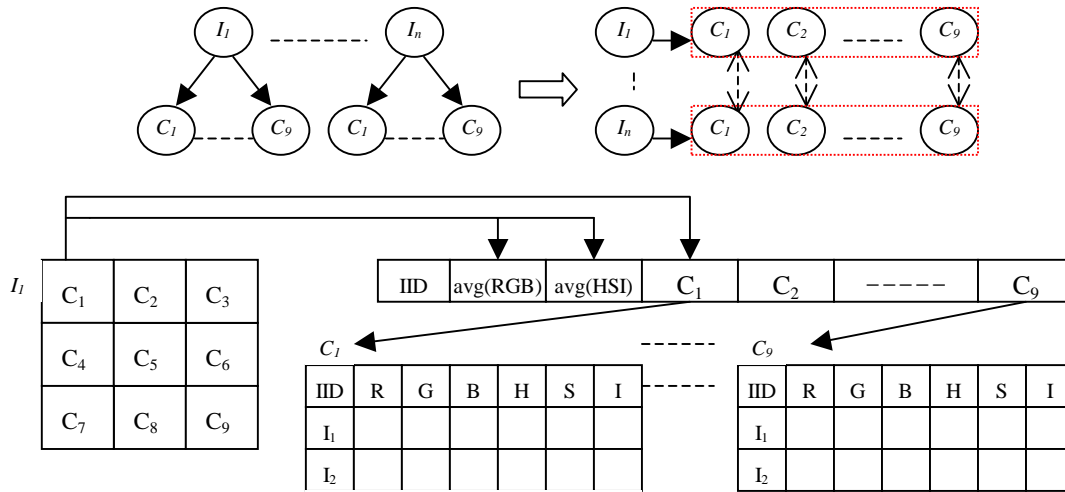 I1 In I1 C1 C2 C9
C1 C9 C1 C9 In C1 C2 C9
I1
C1 C2 C3
C4 C5 C6
C7 C8 C9
IID avg(RGB) avg(HSI) C1 C2 C9
C1
IID R G B H S I
I1
I2
C9
IID R G B H S I
I1
I2